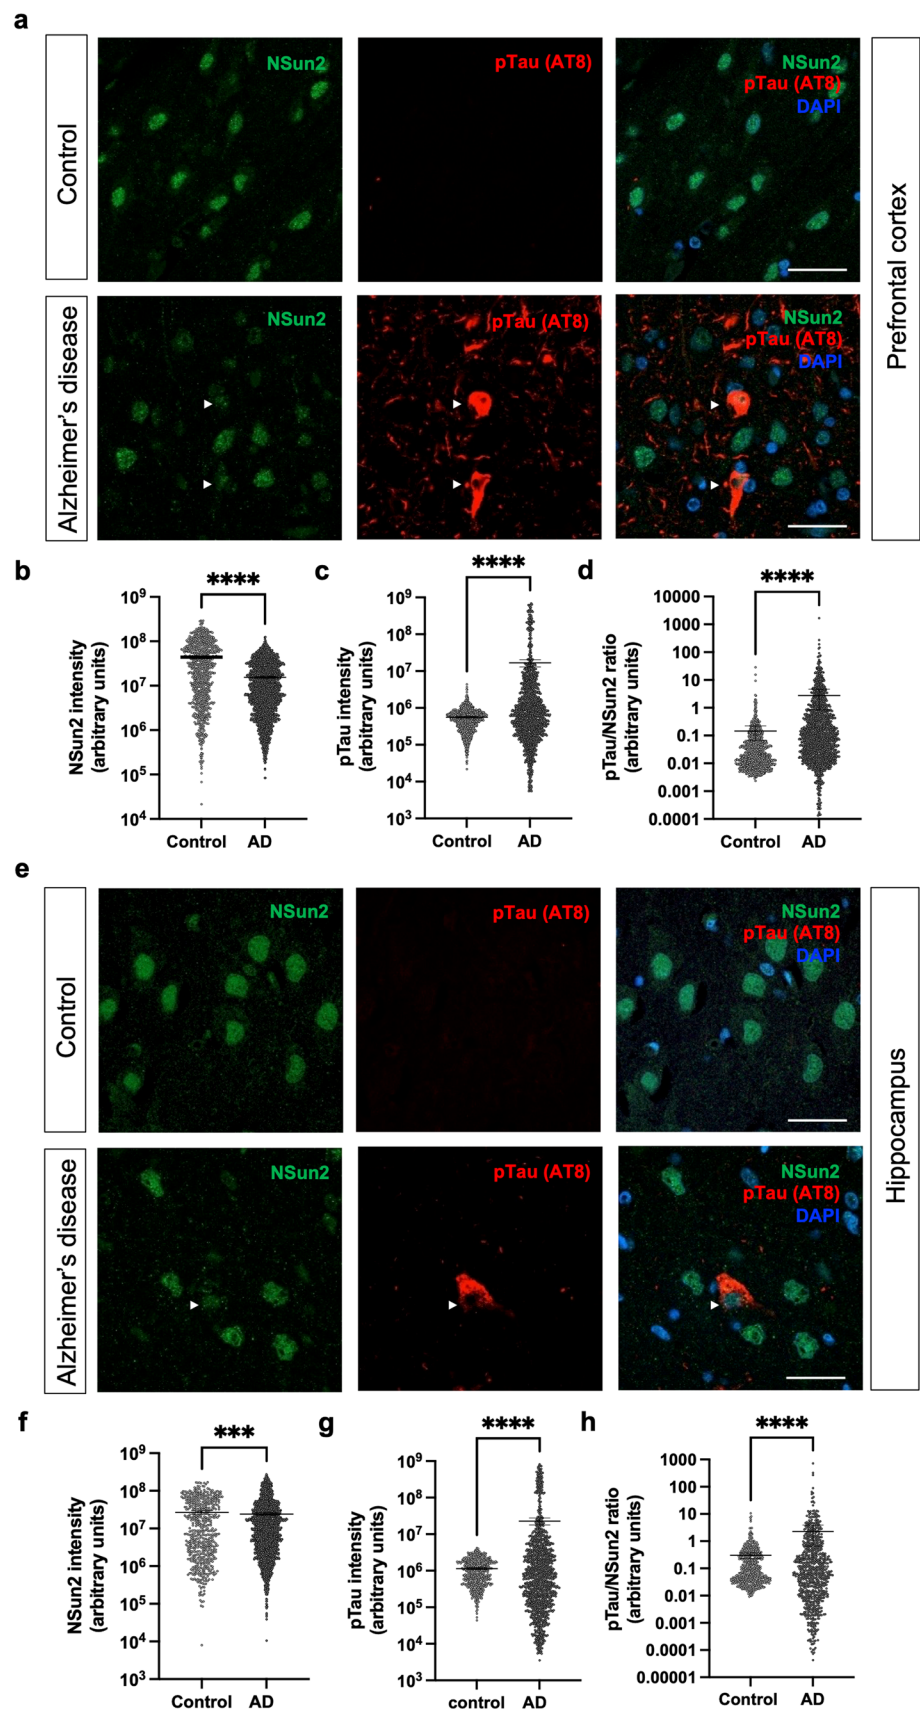 a
Control
NSun2
pTau (AT8)
NSun2
pTau (AT8)
DAPI
Prefrontal cortex
Alzheimer's disease
NSun2
pTau (AT8)
NSun2
pTau (AT8)
DAPI
b
****
NSun2 intensity
(arbitrary units)
10⁹
10⁸
10⁷
10⁶
10⁵
10⁴
Control AD
c
****
pTau intensity
(arbitrary units)
10⁹
10⁸
10⁷
10⁶
10⁵
10⁴
10³
Control AD
d
****
pTau/NSun2 ratio
(arbitrary units)
10000
1000
100
10
1
0.1
0.01
0.001
0.0001
Control AD
e
Control
NSun2
pTau (AT8)
NSun2
pTau (AT8)
DAPI
Hippocampus
Alzheimer's disease
NSun2
pTau (AT8)
NSun2
pTau (AT8)
DAPI
f
***
NSun2 intensity
(arbitrary units)
10⁹
10⁸
10⁷
10⁶
10⁵
10⁴
10³
Control AD
g
****
pTau intensity
(arbitrary units)
10⁹
10⁸
10⁷
10⁶
10⁵
10⁴
10³
control AD
h
****
pTau/NSun2 ratio
(arbitrary units)
1000
100
10
1
0.1
0.01
0.001
0.0001
0.00001
Control AD